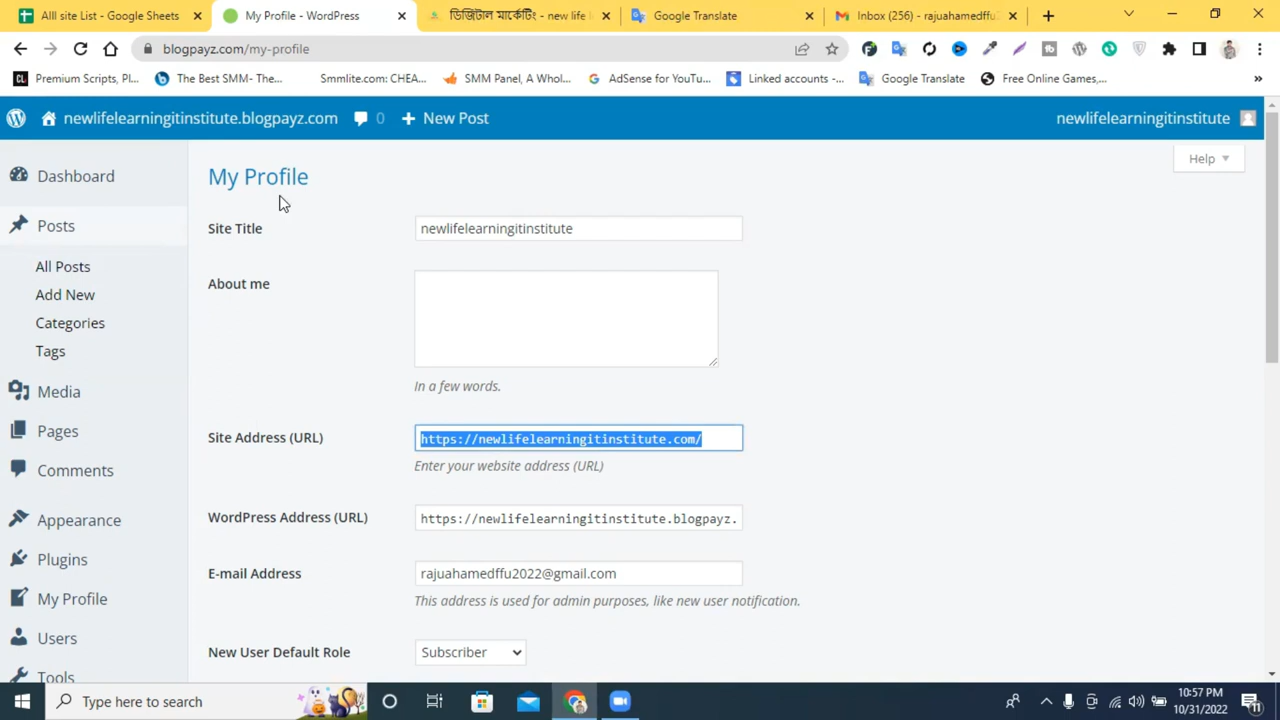 Alll site List - Google Sheets
My Profile - WordPress
ডিজিটাল মার্কেটিং - new life l
Google Translate
Inbox (256) - rajuahamedffu2
blogpayz.com/my-profile
Premium Scripts, Pl...
The Best SMM- The...
Smmlite.com: CHEA...
SMM Panel, A Whol...
AdSense for YouTu...
Linked accounts -...
Google Translate
Free Online Games,...
newlifelearningitinstitute.blogpayz.com
0
New Post
newlifelearningitinstitute
Help
Dashboard
Posts
All Posts
Add New
Categories
Tags
Media
Pages
Comments
Appearance
Plugins
My Profile
Users
Tools
My Profile
Site Title
newlifelearningitinstitute
About me
In a few words.
Site Address (URL)
https://newlifelearningitinstitute.com/
Enter your website address (URL)
WordPress Address (URL)
https://newlifelearningitinstitute.blogpayz.
E-mail Address
rajuahamedffu2022@gmail.com
This address is used for admin purposes, like new user notification.
New User Default Role
Subscriber
Type here to search
10:57 PM
10/31/2022
11